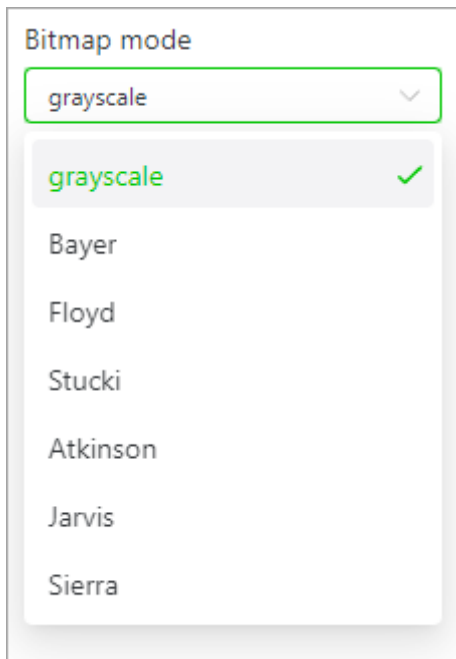 Bitmap mode
grayscale
grayscale
Bayer
Floyd
Stucki
Atkinson
Jarvis
Sierra